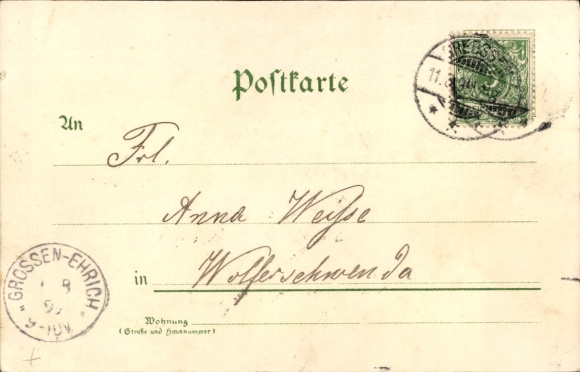 Postkarte
An
Frl.
Anna Weisse
in Wolferschwenda
Wohnung
(Straße und Hausnummer)
GROSSEN-EHRICH